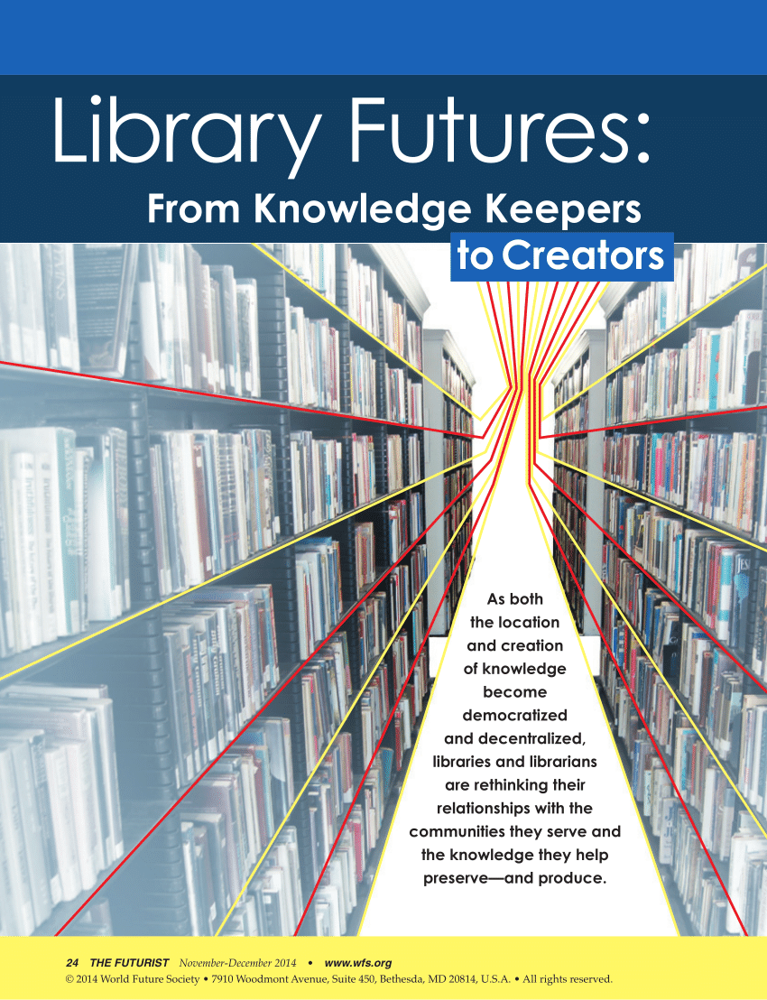 Library Futures:
From Knowledge Keepers
to Creators
As both
the location
and creation
of knowledge
become
democratized
and decentralized,
libraries and librarians
are rethinking their
relationships with the
communities they serve and
the knowledge they help
preserve—and produce.
24 THE FUTURIST November-December 2014 • www.wfs.org
© 2014 World Future Society • 7910 Woodmont Avenue, Suite 450, Bethesda, MD 20814, U.S.A. • All rights reserved.